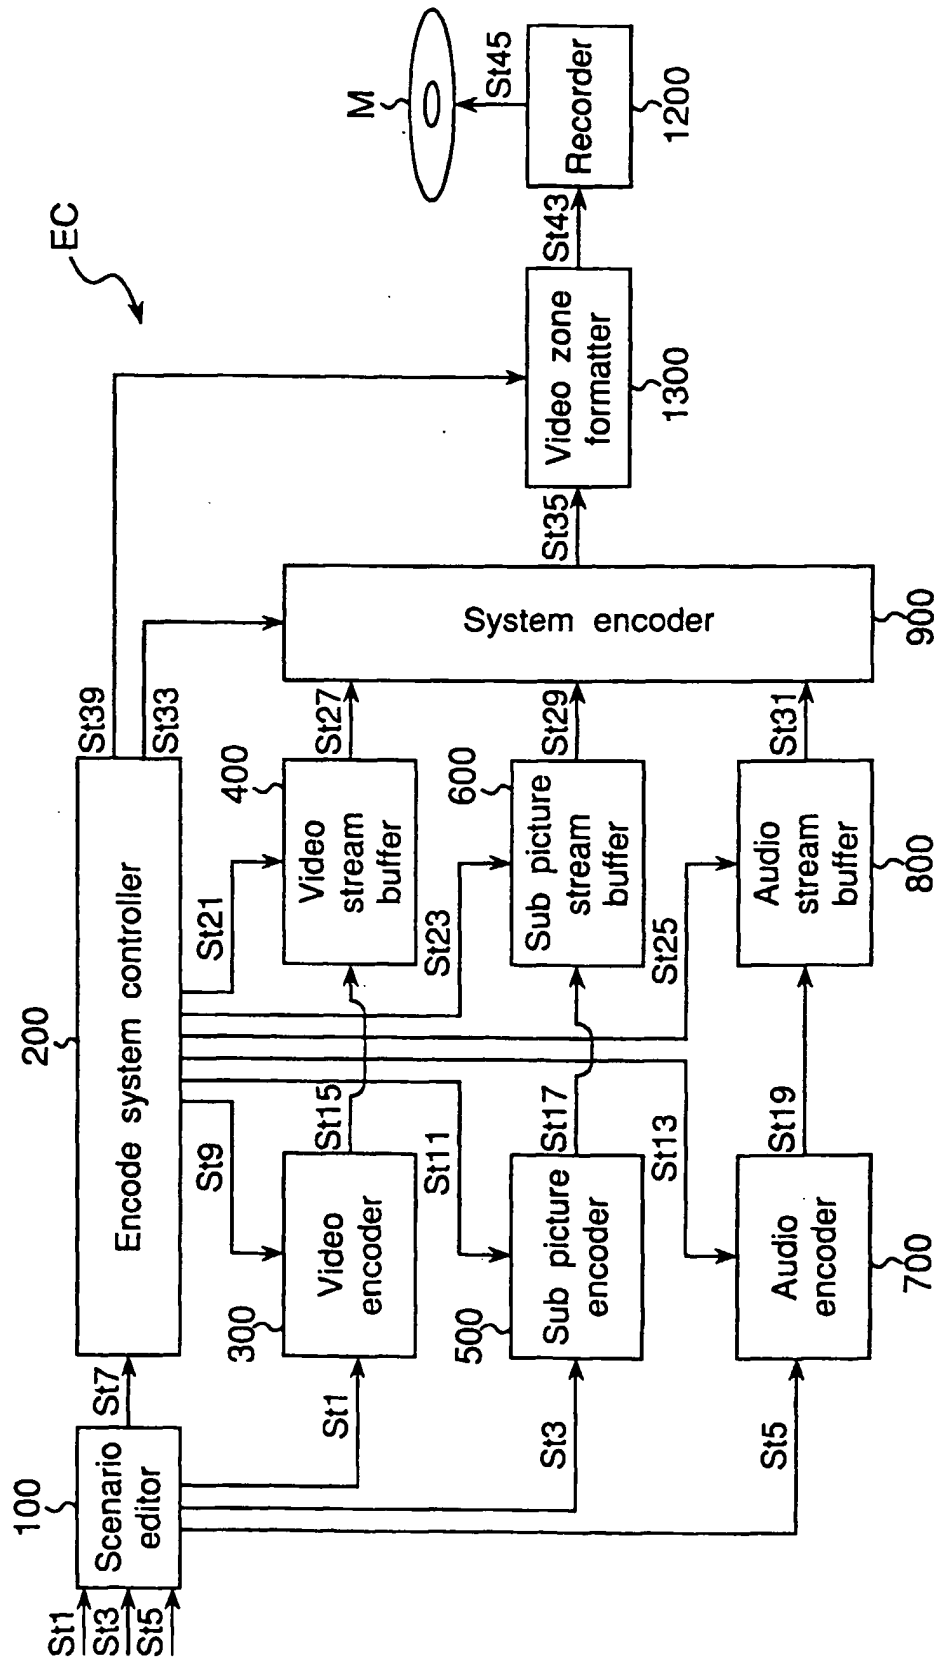 EC
100
Scenario
editor
St1
St3
St5
St7
200
Encode system controller
St39
St33
St9
St21
St11
St23
St13
St25
St1
300
Video
encoder
St15
400
Video
stream
buffer
St27
St3
500
Sub picture
encoder
St17
600
Sub picture
stream
buffer
St29
St5
Audio
encoder
700
St19
Audio
stream
buffer
800
St31
System encoder
900
St35
Video zone
formatter
1300
St43
Recorder
1200
St45
M